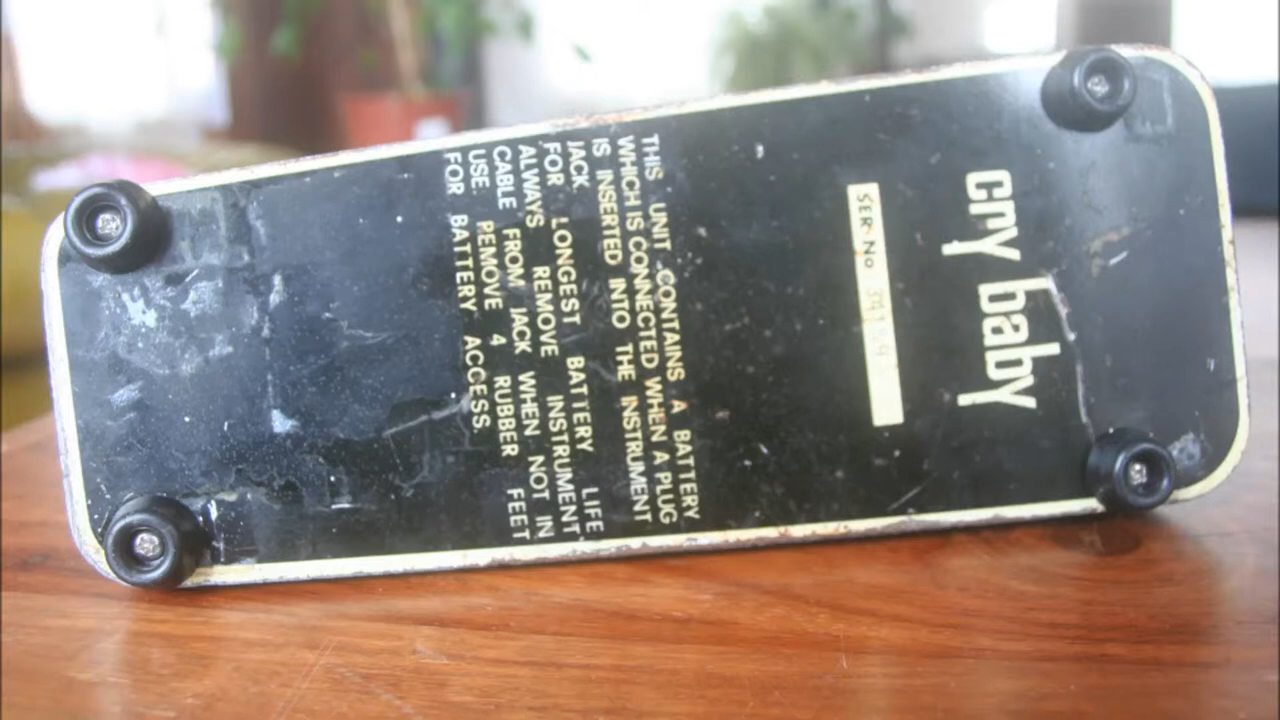 cry baby
SER. No
THIS UNIT CONTAINS A BATTERY
WHICH IS CONNECTED WHEN A PLUG
IS INSERTED INTO THE INSTRUMENT
JACK.
FOR LONGEST BATTERY LIFE
ALWAYS REMOVE INSTRUMENT
CABLE FROM JACK WHEN NOT IN
USE. REMOVE 4 RUBBER FEET
FOR BATTERY ACCESS.